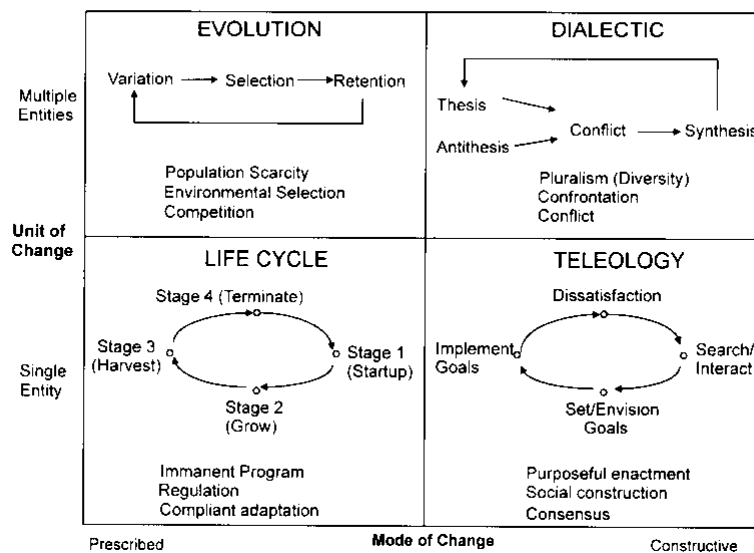 EVOLUTION
Variation Selection Retention
Population Scarcity
Environmental Selection
Competition
DIALECTIC
Thesis
Antithesis
Conflict
Synthesis
Pluralism (Diversity)
Confrontation
Conflict
Multiple
Entities
Unit of
Change
Single
Entity
LIFE CYCLE
Stage 4 (Terminate)
Stage 3
(Harvest)
Stage 1
(Startup)
Stage 2
(Grow)
Immanent Program
Regulation
Compliant adaptation
TELEOLOGY
Dissatisfaction
Implement
Goals
Search/
Interact
Set/Envision
Goals
Purposeful enactment
Social construction
Consensus
Prescribed
Mode of Change
Constructive